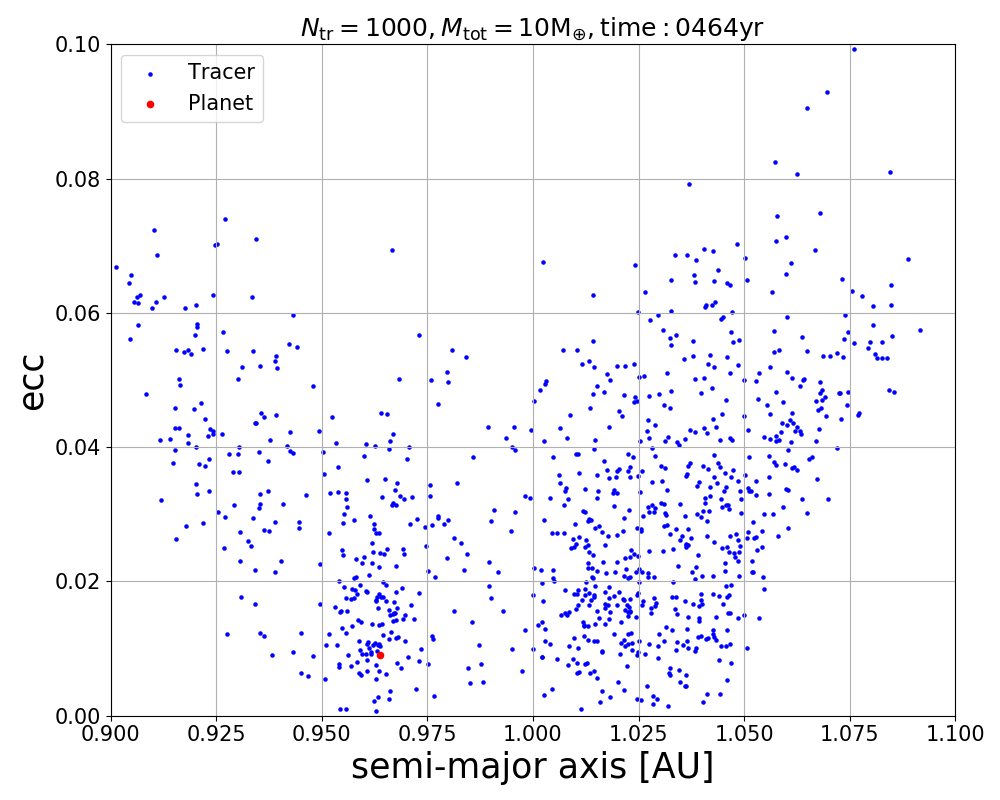 N_tr = 1000, M_tot = 10M_⊕, time : 0464yr
Tracer
Planet
0.10
0.08
0.06
0.04
0.02
0.00
ecc
0.900 0.925 0.950 0.975 1.000 1.025 1.050 1.075 1.100
semi-major axis [AU]